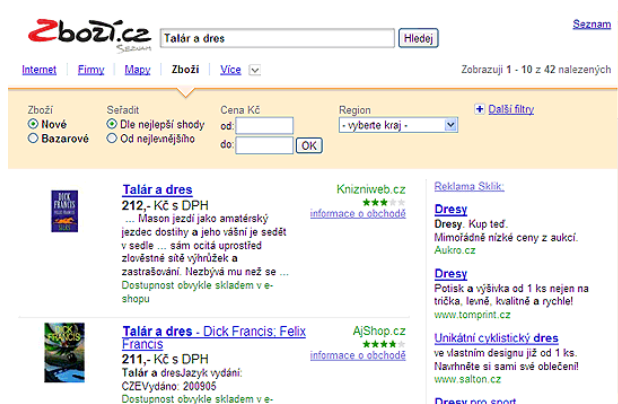 Zboží.cz
Seznam
Talár a dres
Hledej
Seznam
Internet Firmy Mapy Zboží Více
Zobrazuji 1 - 10 z 42 nalezených
Zboží
Nové
Bazarové
Seřadit
Dle nejlepší shody
Od nejlevnějšího
Cena Kč
od:
do:
OK
Region
- vyberte kraj -
Další filtry
DICK
FRANCIS
Talár a dres
212,- Kč s DPH
... Mason jezdí jako amatérský
jezdec dostihy a jeho vášní je sedět
v sedle ... sám ocitá uprostřed
zlověstné sítě výhrůžek a
zastrašování. Nezbývá mu než se ...
Dostupnost obvykle skladem v e-
shopu
Knizniweb.cz
informace o obchodě
DICK
FRANCIS
Talár a dres - Dick Francis; Felix
Francis
211,- Kč s DPH
Talár a dresJazyk vydání:
CZEVydáno: 200905
Dostupnost obvykle skladem v e-
AjShop.cz
informace o obchodě
Reklama Sklik:
Dresy
Dresy. Kup teď.
Mimořádně nízké ceny z aukcí.
Aukro.cz
Dresy
Potisk a výšivka od 1 ks nejen na
trička, levně, kvalitně a rychle!
www.tomprint.cz
Unikátní cyklistický dres
ve vlastním designu již od 1 ks.
Navrhněte si sami své oblečení!
www.salton.cz
Dresy pro sport